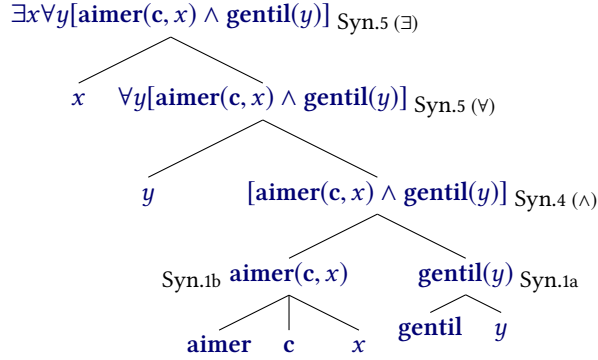 ∃x∀y[aimer(c, x) ∧ gentil(y)] Syn.5 (∃)
x ∀y[aimer(c, x) ∧ gentil(y)] Syn.5 (∀)
y [aimer(c, x) ∧ gentil(y)] Syn.4 (∧)
Syn.1b aimer(c, x) gentil(y) Syn.1a
aimer c x gentil y